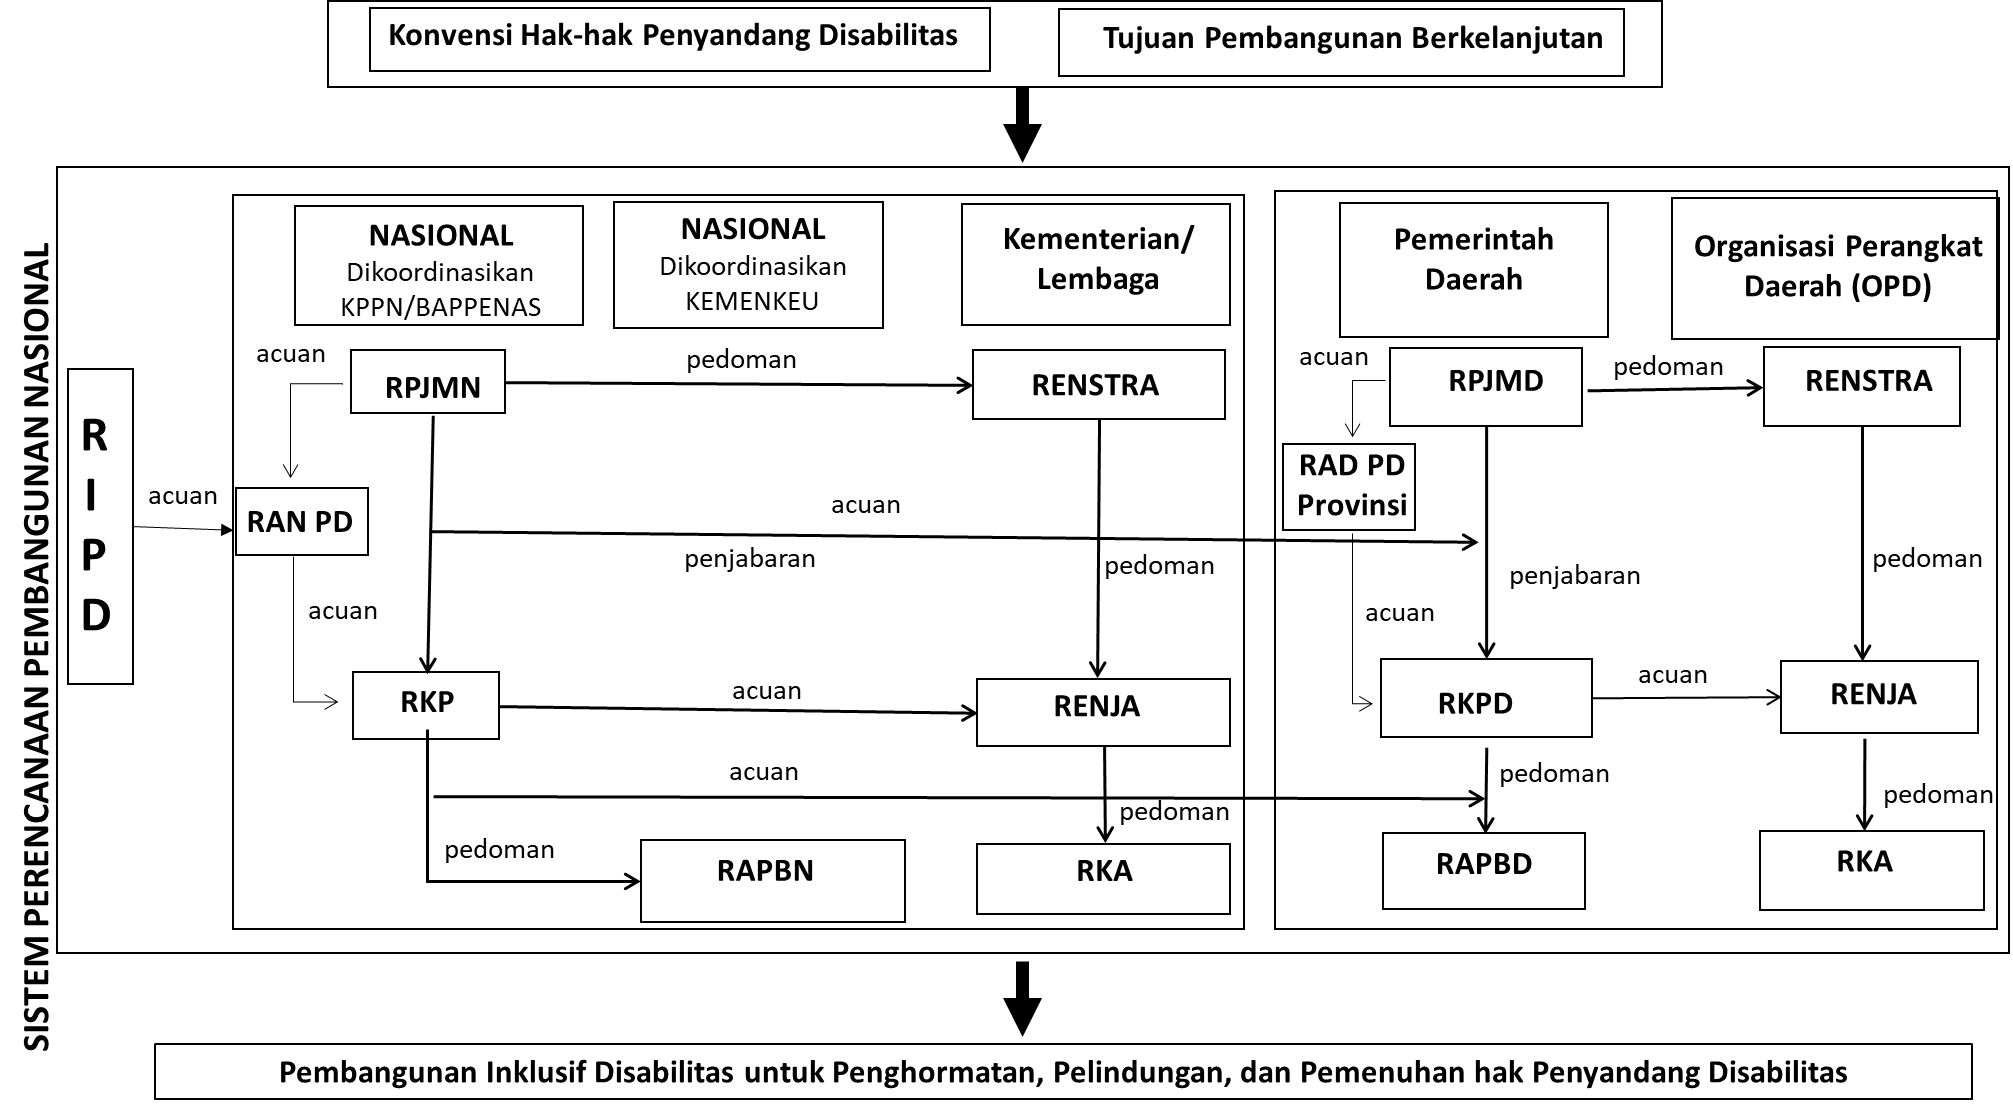 Konvensi Hak-hak Penyandang Disabilitas
Tujuan Pembangunan Berkelanjutan
SISTEM PERENCANAAN PEMBANGUNAN NASIONAL
R
I
P
D
acuan
NASIONAL
Dikoordinasikan
KPPN/BAPPENAS
NASIONAL
Dikoordinasikan
KEMENKEU
Kementerian/
Lembaga
acuan
RPJMN
pedoman
RENSTRA
RAN PD
acuan
penjabaran
pedoman
acuan
RKP
acuan
RENJA
acuan
pedoman
pedoman
RAPBN
RKA
Pemerintah
Daerah
Organisasi Perangkat
Daerah (OPD)
acuan
RPJMD
pedoman
RENSTRA
RAD PD
Provinsi
penjabaran
pedoman
acuan
RKPD
acuan
RENJA
pedoman
pedoman
RAPBD
RKA
Pembangunan Inklusif Disabilitas untuk Penghormatan, Pelindungan, dan Pemenuhan hak Penyandang Disabilitas